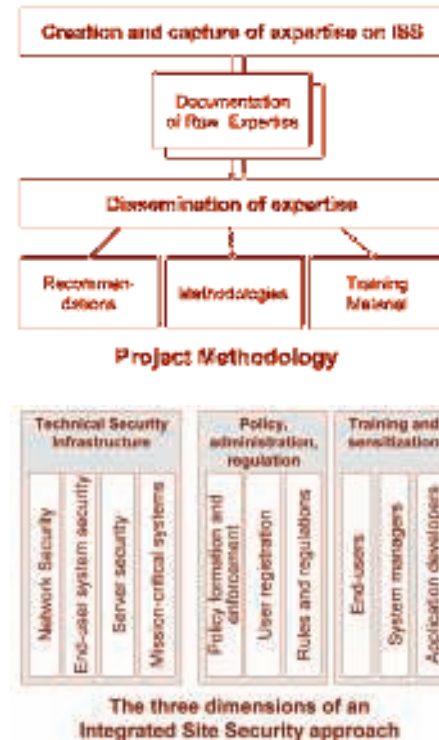 Creation and capture of expertise on ISS
Documentation
of Raw Expertise
Dissemination of expertise
Recommen-
dations
Methodologies
Training
Material
Project Methodology
Technical Security
Infrastructure
Network Security
End-user system security
Server security
Mission-critical systems
Policy,
administration,
regulation
Policy formation and
enforcement
User registration
Rules and regulations
Training and
sensitization
End-users
System managers
Application developers
The three dimensions of an
Integrated Site Security approach